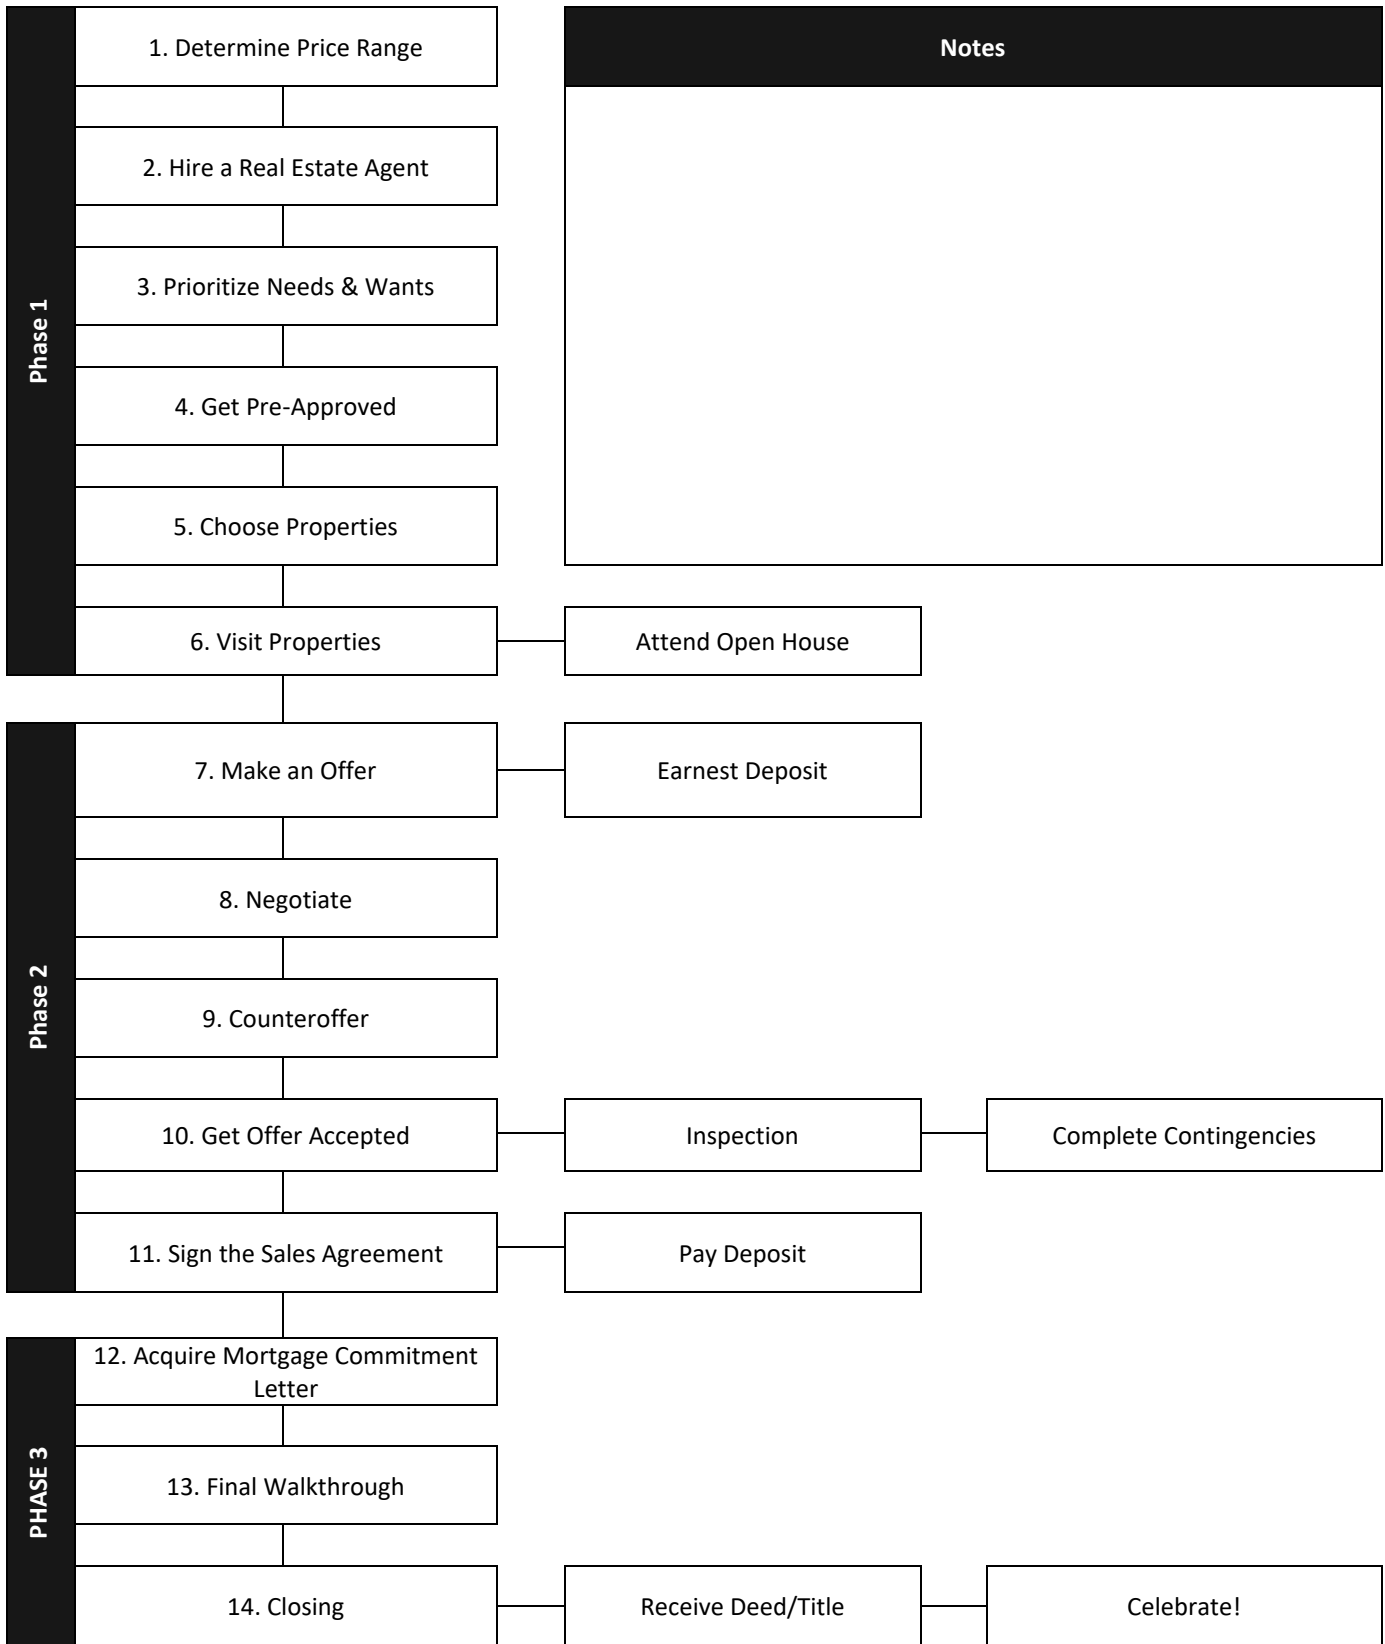 Phase 1
1. Determine Price Range
Notes
2. Hire a Real Estate Agent
3. Prioritize Needs & Wants
4. Get Pre-Approved
5. Choose Properties
6. Visit Properties
Attend Open House
Phase 2
7. Make an Offer
Earnest Deposit
8. Negotiate
9. Counteroffer
10. Get Offer Accepted
Inspection
Complete Contingencies
11. Sign the Sales Agreement
Pay Deposit
PHASE 3
12. Acquire Mortgage Commitment
Letter
13. Final Walkthrough
14. Closing
Receive Deed/Title
Celebrate!